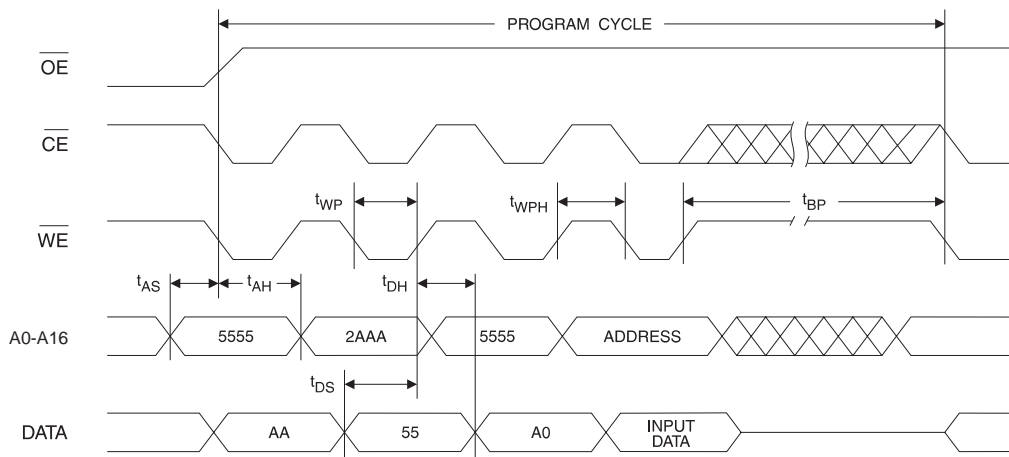 PROGRAM CYCLE
OE
CE
tWP
tWPH
tBP
WE
tAS
tAH
tDH
A0-A16
5555
2AAA
5555
ADDRESS
tDS
DATA
AA
55
A0
INPUT
DATA